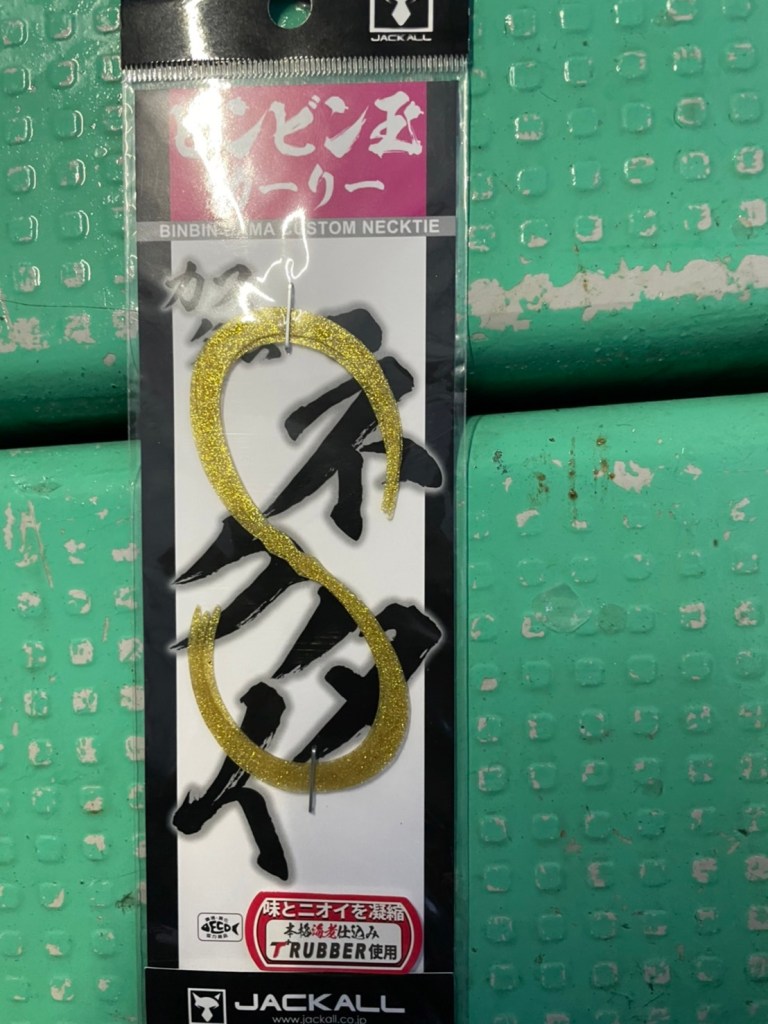 JACKALL
ビンビン玉
カーリー
BINBIN DAMA CUSTOM NECKTIE
カスタム
ネクタイ
味とニオイを凝縮
本格海老仕込み
T+ RUBBER使用
JACKALL
www.jackall.co.jp